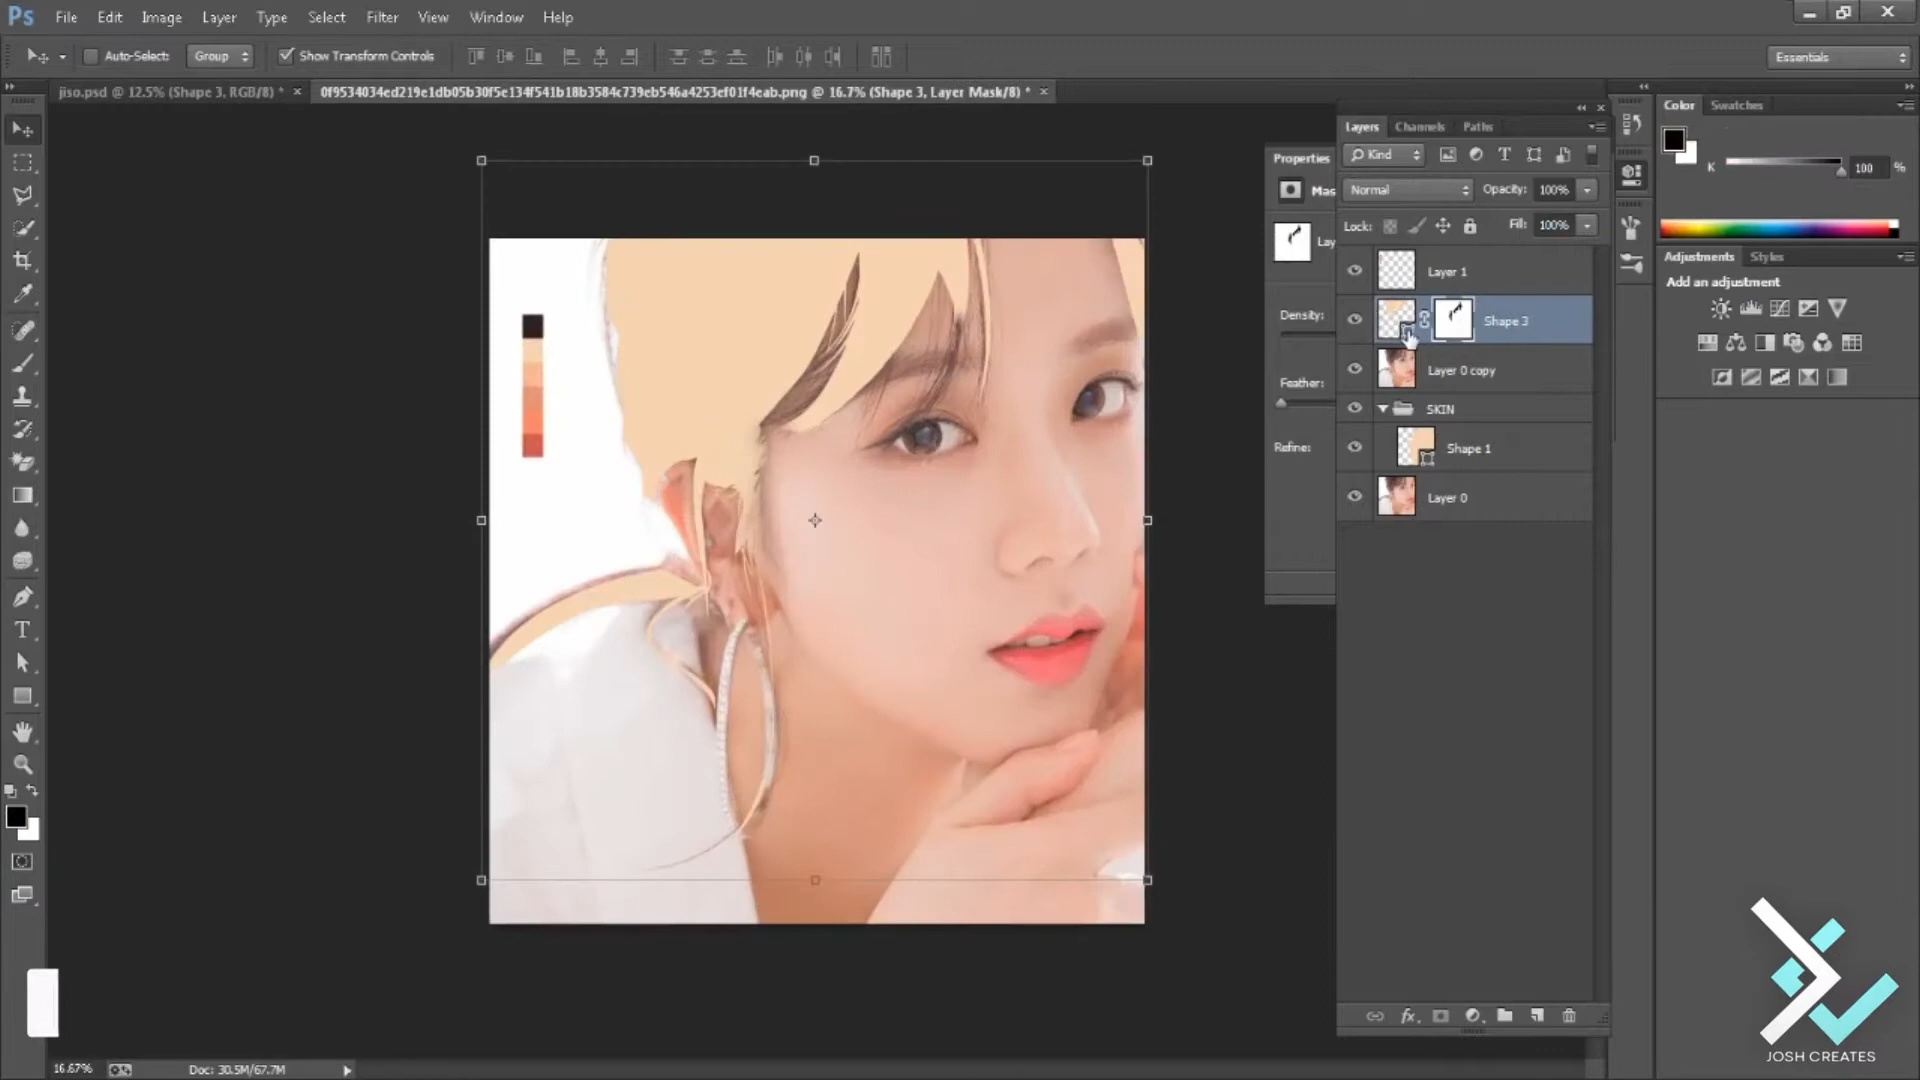 Ps File Edit Image Layer Type Select Filter View Window Help
Auto-Select: Group Show Transform Controls Essentials
jiso.psd @ 12.5% (Shape 3, RGB/8) * × 0f9534034ed219e1db05b30f5e134f541b18b3584c739eb546a4253ef01f4eab.png @ 16.7% (Shape 3, Layer Mask/8) * ×
Color Swatches
K 100 %
Layers Channels Paths
Kind
Normal Opacity: 100%
Lock: Fill: 100%
Layer 1
Shape 3
Layer 0 copy
SKIN
Shape 1
Layer 0
Properties
Mas
Lay
Density:
Feather:
Refine:
Adjustments Styles
Add an adjustment
T
fx
16.67% Doc: 30.5M/67.7M
JOSH CREATES